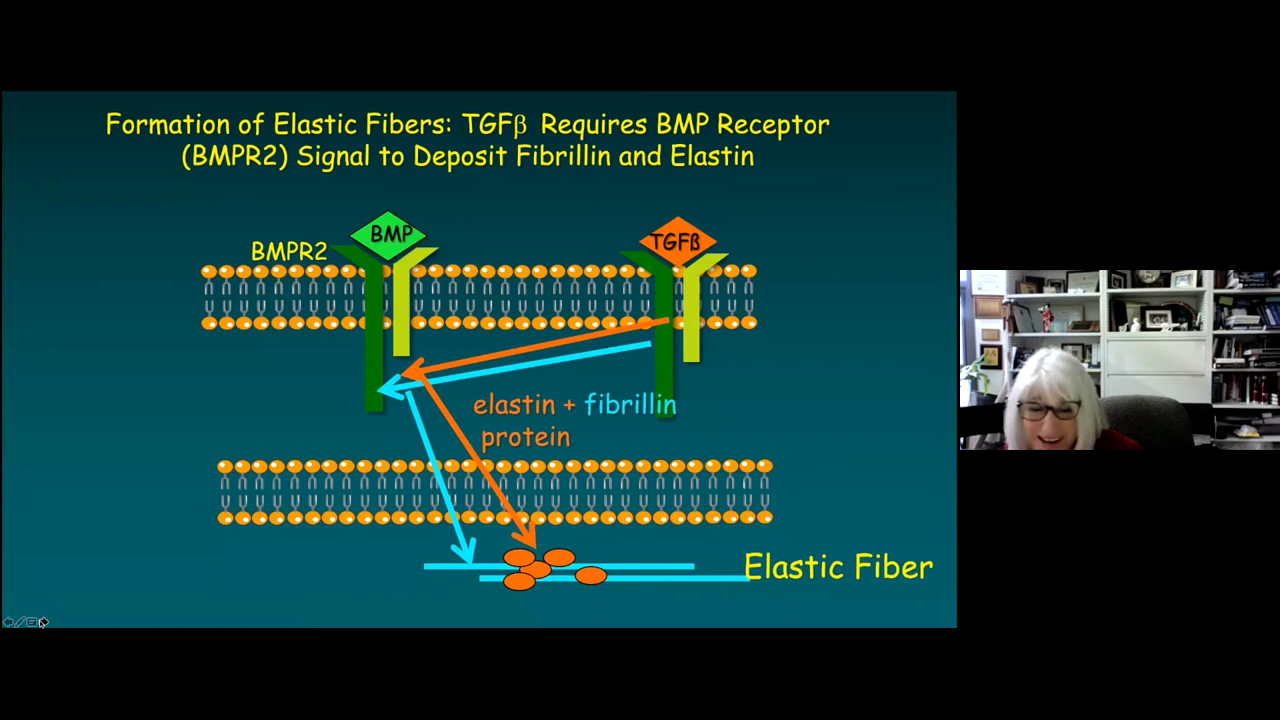 Formation of Elastic Fibers: TGFβ Requires BMP Receptor
(BMPR2) Signal to Deposit Fibrillin and Elastin
BMP
BMPR2
TGFß
elastin + fibrillin
protein
Elastic Fiber